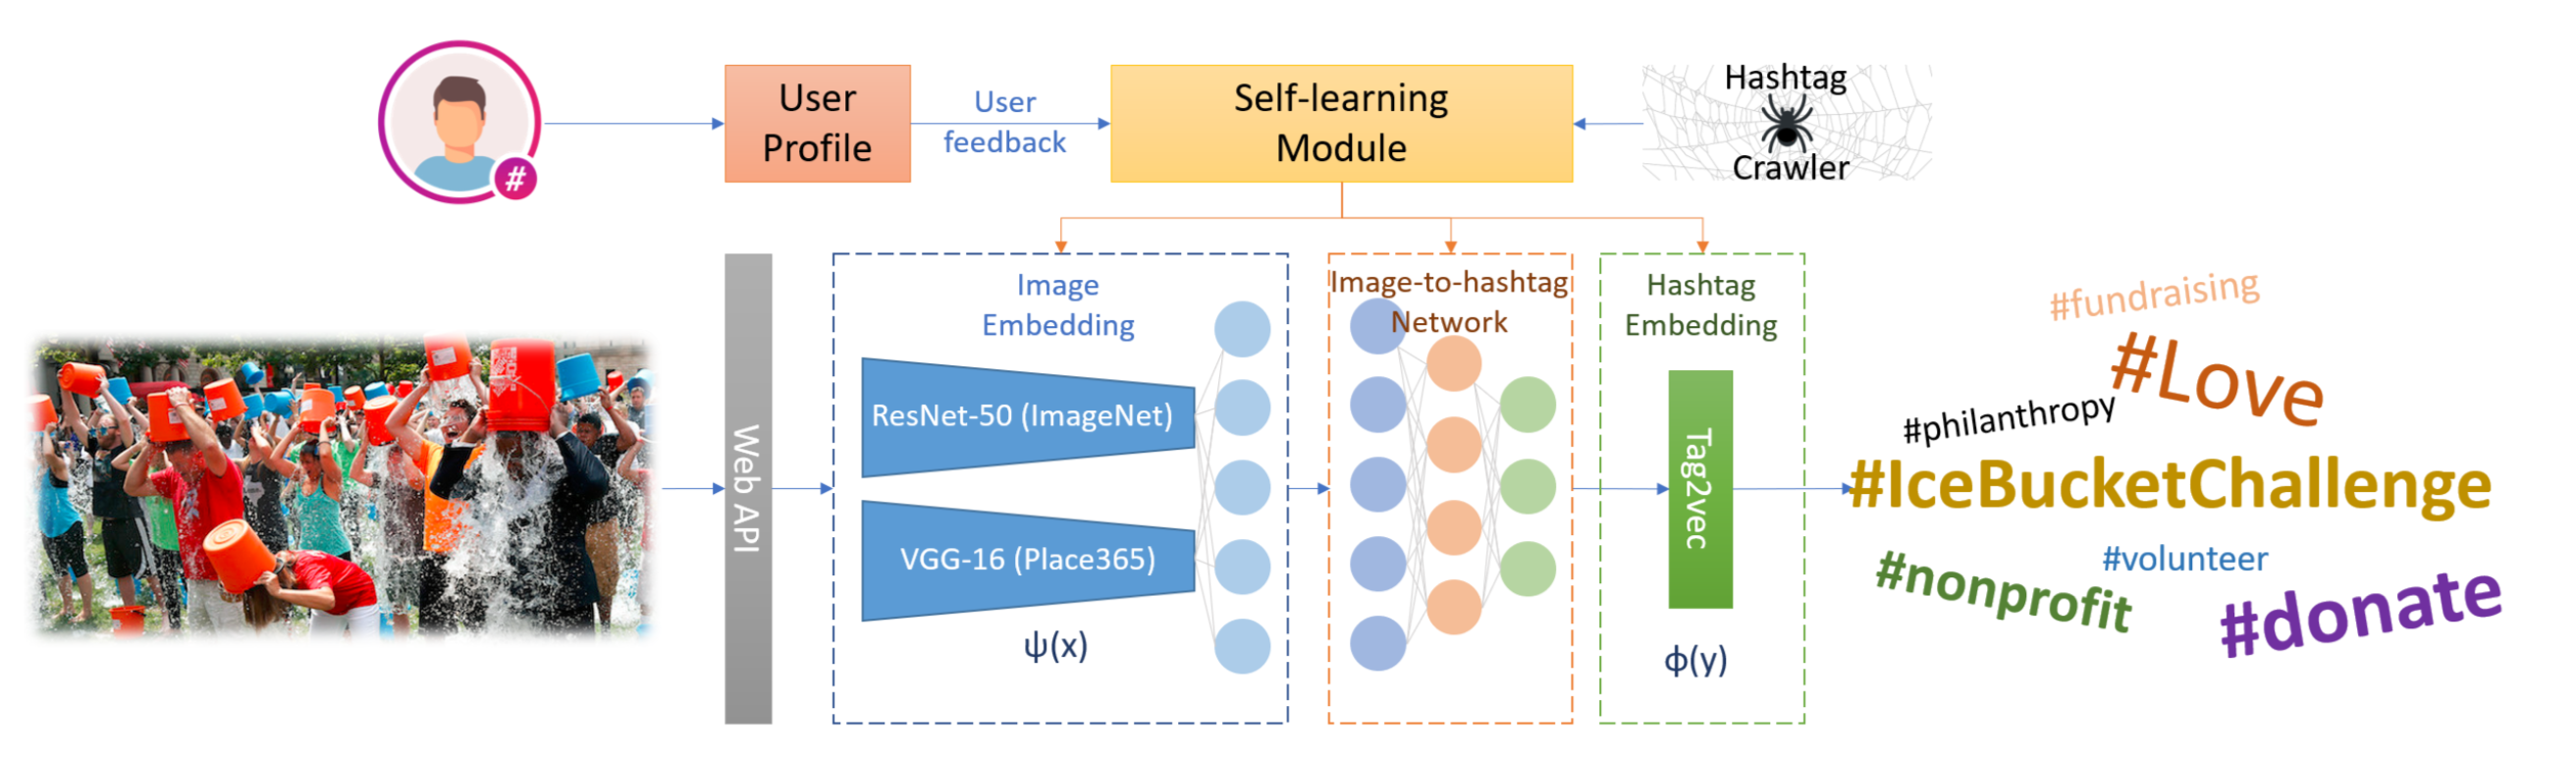 User
Profile
User
feedback
Self-learning
Module
Hashtag
Crawler
#
Web API
Image
Embedding
ResNet-50 (ImageNet)
VGG-16 (Place365)
ψ(x)
Image-to-hashtag
Network
Hashtag
Embedding
Tag2vec
ϕ(y)
#fundraising
#Love
#philanthropy
#IceBucketChallenge
#volunteer
#nonprofit
#donate